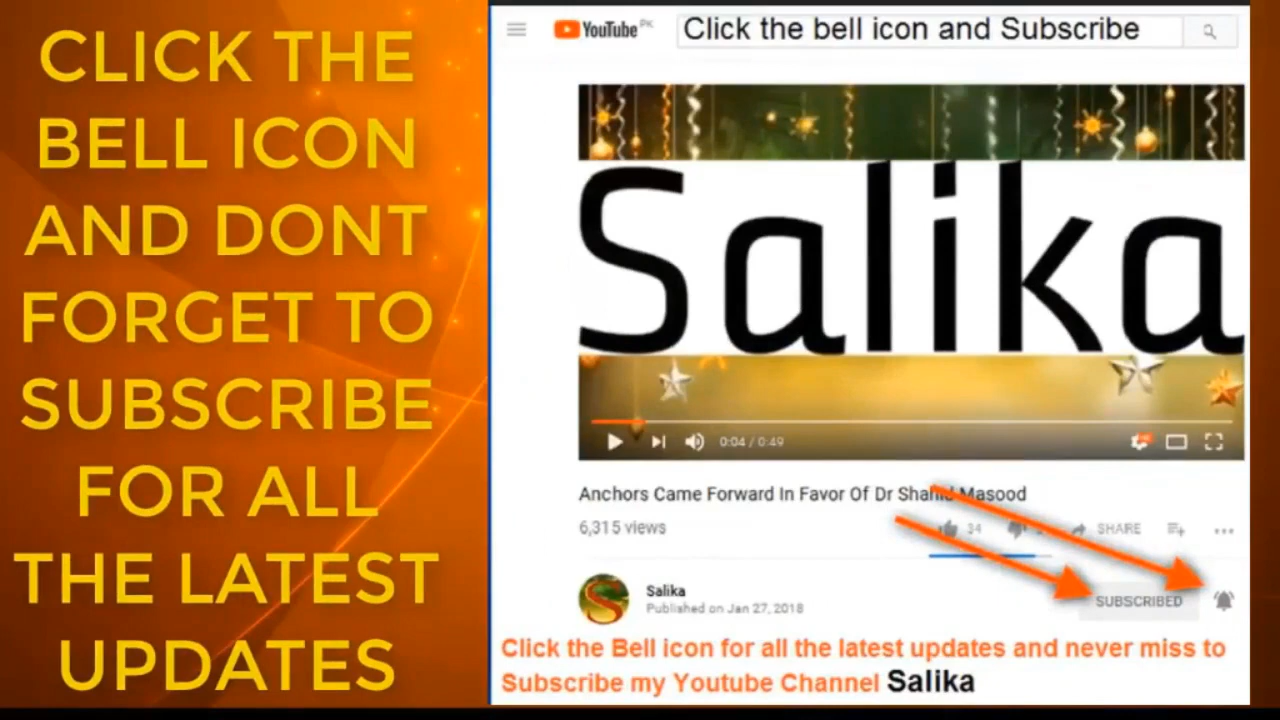 CLICK THE
BELL ICON
AND DONT
FORGET TO
SUBSCRIBE
FOR ALL
THE LATEST
UPDATES
YouTube PK
Click the bell icon and Subscribe
Salika
0:04 / 0:49
Anchors Came Forward In Favor Of Dr Shahid Masood
6,315 views
34
SHARE
Salika
SUBSCRIBED
Published on Jan 27, 2018
Click the Bell icon for all the latest updates and never miss to
Subscribe my Youtube Channel Salika